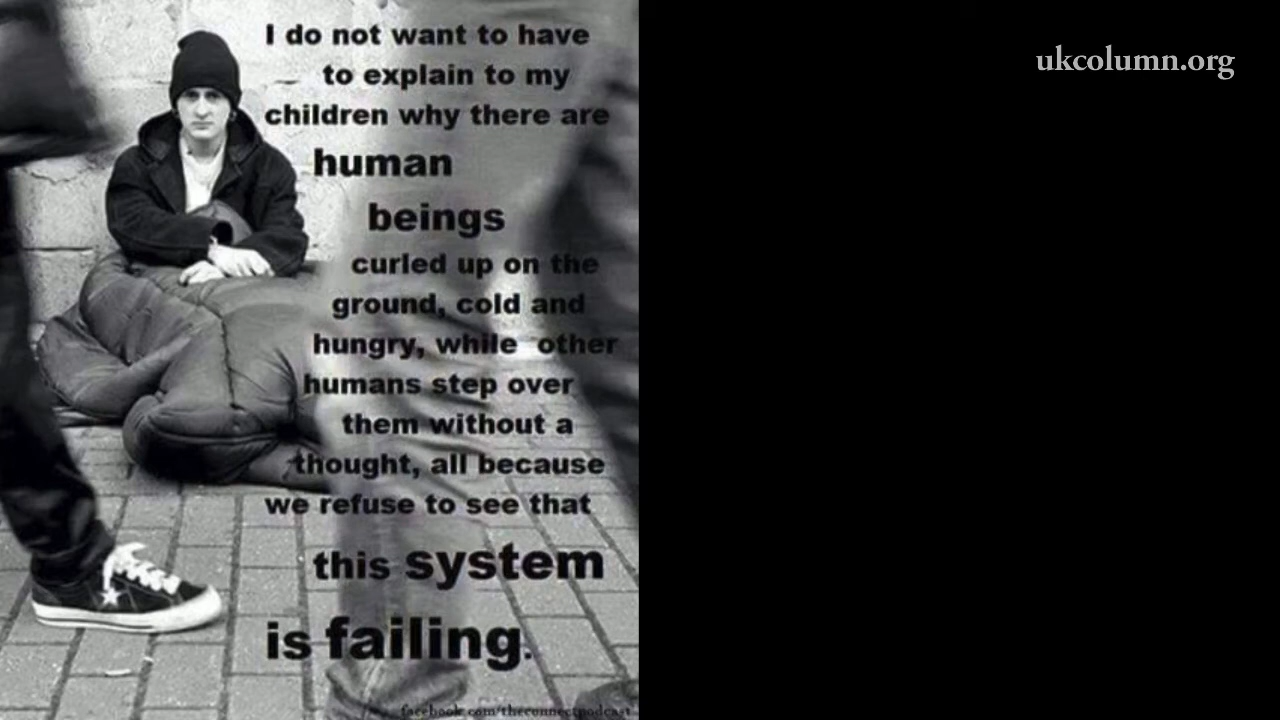 I do not want to have
to explain to my
children why there are
human
beings
curled up on the
ground, cold and
hungry, while other
humans step over
them without a
thought, all because
we refuse to see that
this system
is failing.
facebook.com/theconnectpodcast
ukcolumn.org